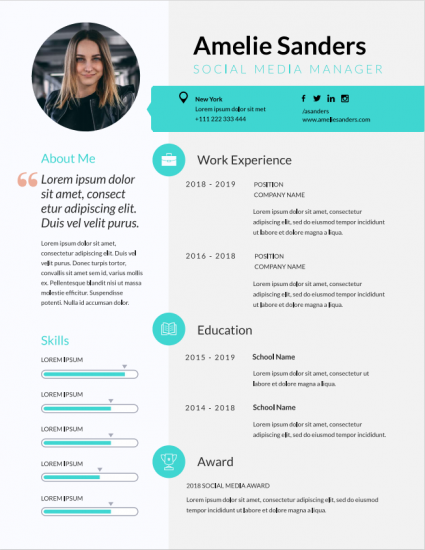 Amelie Sanders
SOCIAL MEDIA MANAGER
New York
Lorem ipsum dolor sit met
+111 222 333 444
/asanders
www.ameliesanders.com
About Me
“ Lorem ipsum dolor
sit amet, consect
etur adipiscing elit.
Duis vel velit purus.
Lorem ipsum dolor sit amet,
consectetur adipiscing elit. Duis vel
velit purus. Maecenas dictum tortor,
convallis sit amet sem id, mattis mollis
ex. Pellentesque ut massa a massa
molestie efficitur. Suspendisse
potenti. Nulla id accumsan dolor.
Skills
LOREM IPSUM
LOREM IPSUM
LOREM IPSUM
LOREM IPSUM
LOREM IPSUM
Work Experience
2018 - 2019
POSITION
COMPANY NAME
Lorem ipsum dolor sit amet, consectetur
adipiscing elit, sed do eiusmod tempor incididunt
ut labore et dolore magna a liqua.
2016 - 2018
POSITION
COMPANY NAME
Lorem ipsum dolor sit amet, consectetur
adipiscing elit, sed do eiusmod tempor incididunt
ut labore et dolore magna a liqua.
Education
2015 - 2019
School Name
Lorem ipsum dolor sit amet, consectetur ut
labore et dolore magna a liqua.
2014 - 2018
School Name
Lorem ipsum dolor sit amet, consectetur
adipiscing elit, sed do eiusmod tempor incididunt.
Award
2018 SOCIAL MEDIA AWARD
Lorem ipsum dolor sit amet, consectetur adipiscing elit,
sed do eiusmod tempor incididunt ut labore et dolore magna a liqua.